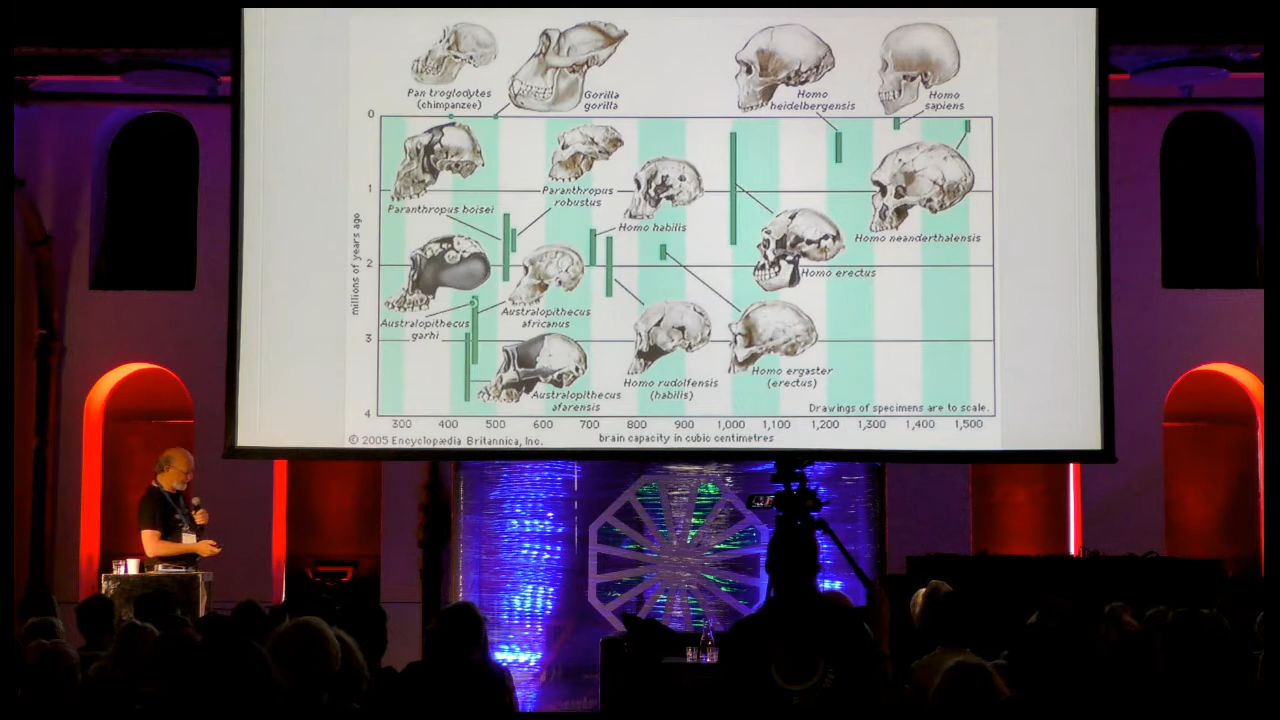 Pan troglodytes
(chimpanzee)
Gorilla
gorilla
Homo
heidelbergensis
Homo
sapiens
0
Paranthropus boisei
Paranthropus
robustus
Homo habilis
Homo neanderthalensis
1
Homo erectus
2
Australopithecus
garhi
Australopithecus
africanus
3
Homo rudolfensis
(habilis)
Homo ergaster
(erectus)
Australopithecus
afarensis
Drawings of specimens are to scale.
4
millions of years ago
300 400 500 600 700 800 900 1,000 1,100 1,200 1,300 1,400 1,500
brain capacity in cubic centimetres
© 2005 Encyclopædia Britannica, Inc.